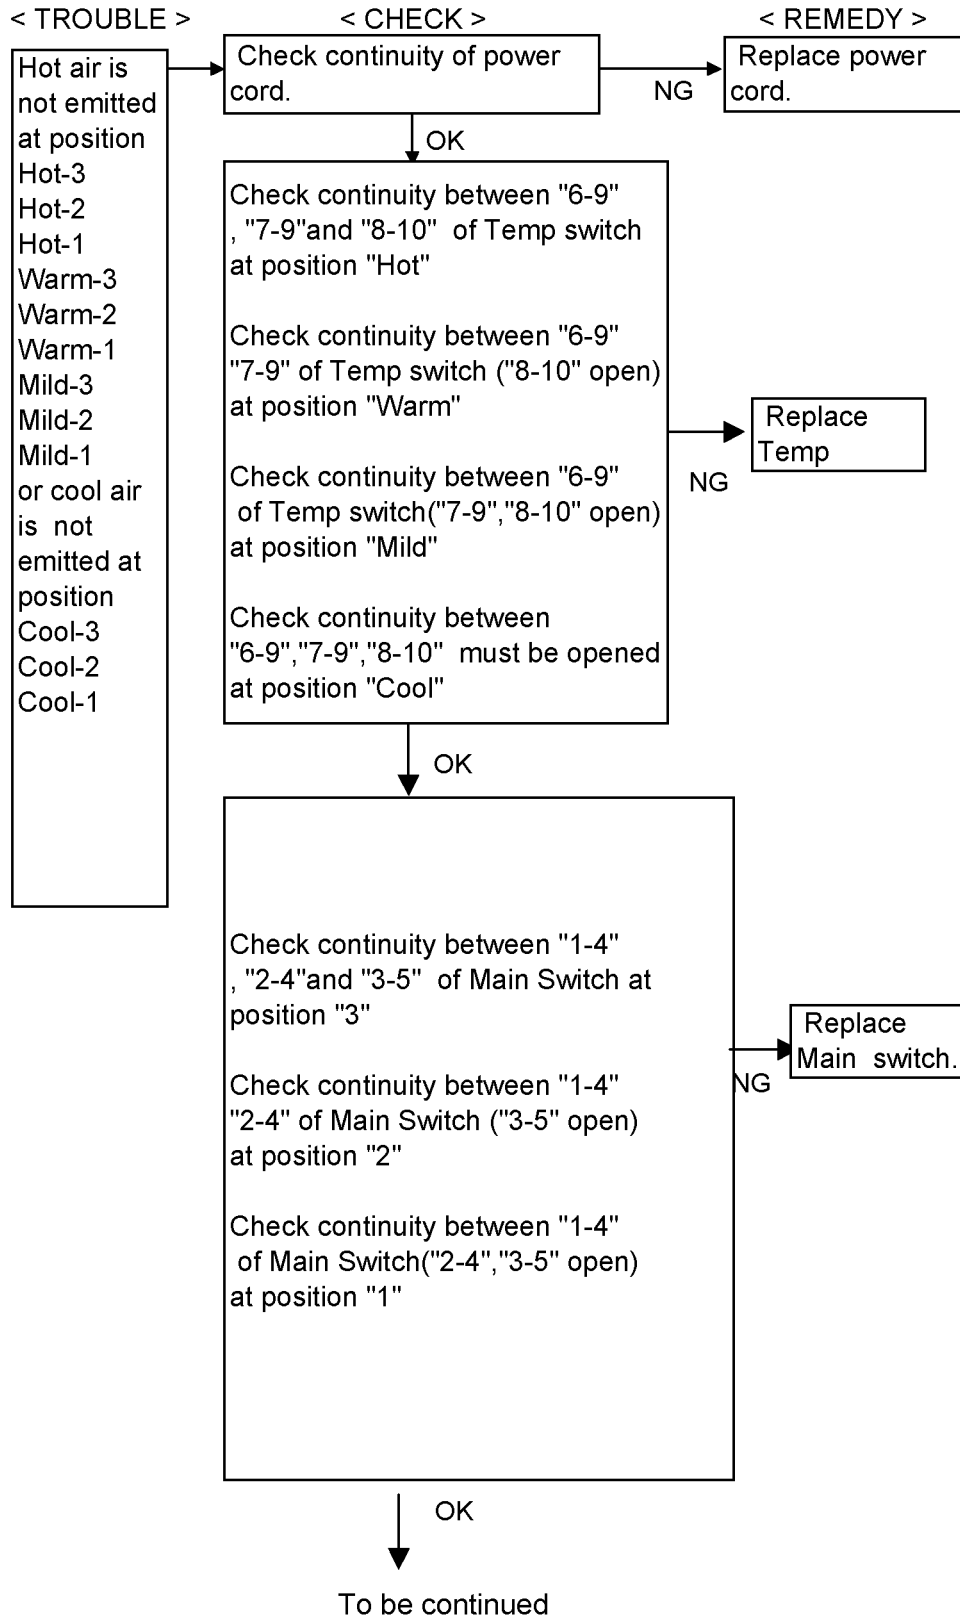 < TROUBLE >
< CHECK >
< REMEDY >
Hot air is
not emitted
at position
Hot-3
Hot-2
Hot-1
Warm-3
Warm-2
Warm-1
Mild-3
Mild-2
Mild-1
or cool air
is  not
emitted at
position
Cool-3
Cool-2
Cool-1
Check continuity of power
cord.
NG
Replace power
cord.
OK
Check continuity between "6-9"
, "7-9"and "8-10"  of Temp switch
at position "Hot"
Check continuity between "6-9"
"7-9" of Temp switch ("8-10" open)
at position "Warm"
Check continuity between "6-9"
of Temp switch("7-9","8-10" open)
at position "Mild"
Check continuity between
"6-9","7-9","8-10"  must be opened
at position "Cool"
NG
Replace
Temp
OK
Check continuity between "1-4"
, "2-4"and "3-5"  of Main Switch at
position "3"
Check continuity between "1-4"
"2-4" of Main Switch ("3-5" open)
at position "2"
Check continuity between "1-4"
of Main Switch("2-4","3-5" open)
at position "1"
NG
Replace
Main  switch.
OK
To be continued